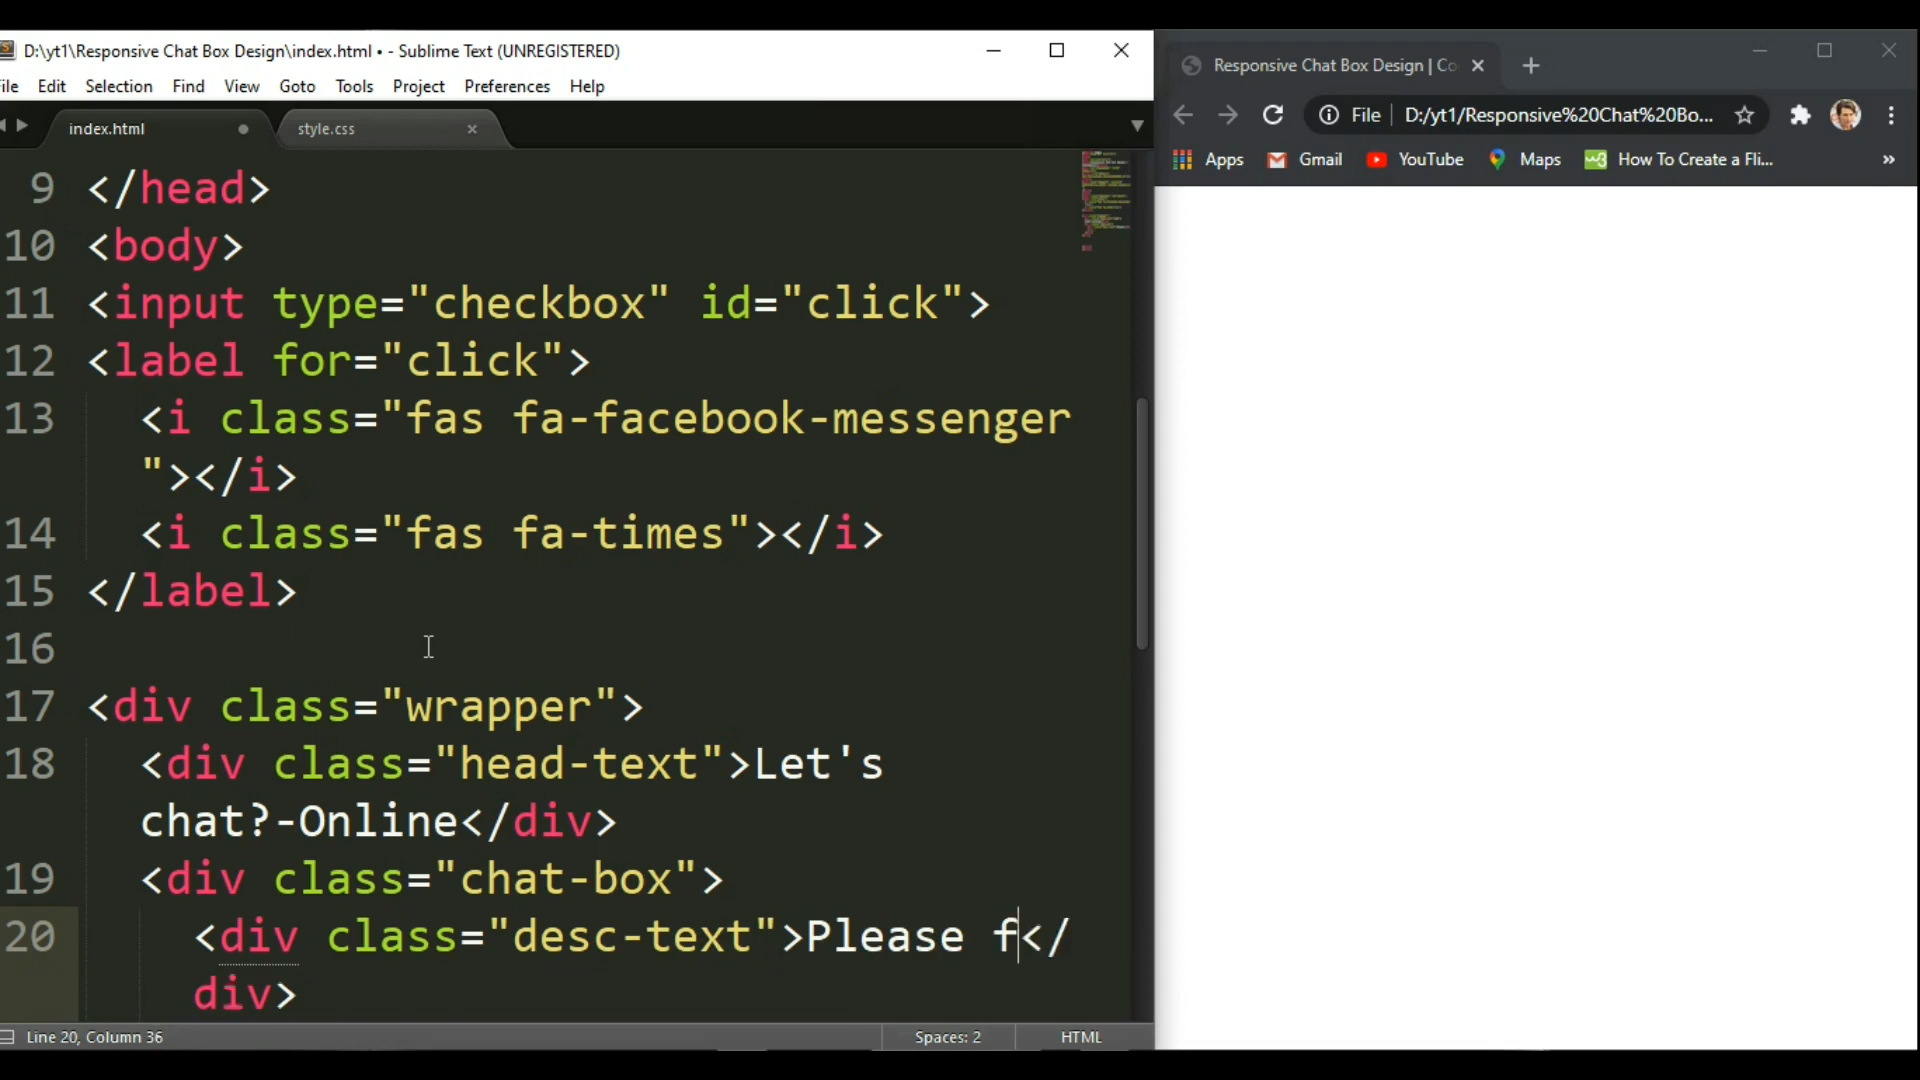 D:\yt1\Responsive Chat Box Design\index.html • - Sublime Text (UNREGISTERED)
ile Edit Selection Find View Goto Tools Project Preferences Help
index.html
style.css
9 </head>
10 <body>
11 <input type="checkbox" id="click">
12 <label for="click">
13 <i class="fas fa-facebook-messenger
"></i>
14 <i class="fas fa-times"></i>
15 </label>
16
17 <div class="wrapper">
18 <div class="head-text">Let's
chat?-Online</div>
19 <div class="chat-box">
20 <div class="desc-text">Please f</
div>
Line 20, Column 36
Spaces: 2
HTML
Responsive Chat Box Design | Co
File D:/yt1/Responsive%20Chat%20Bo...
Apps Gmail YouTube Maps How To Create a Fli... »